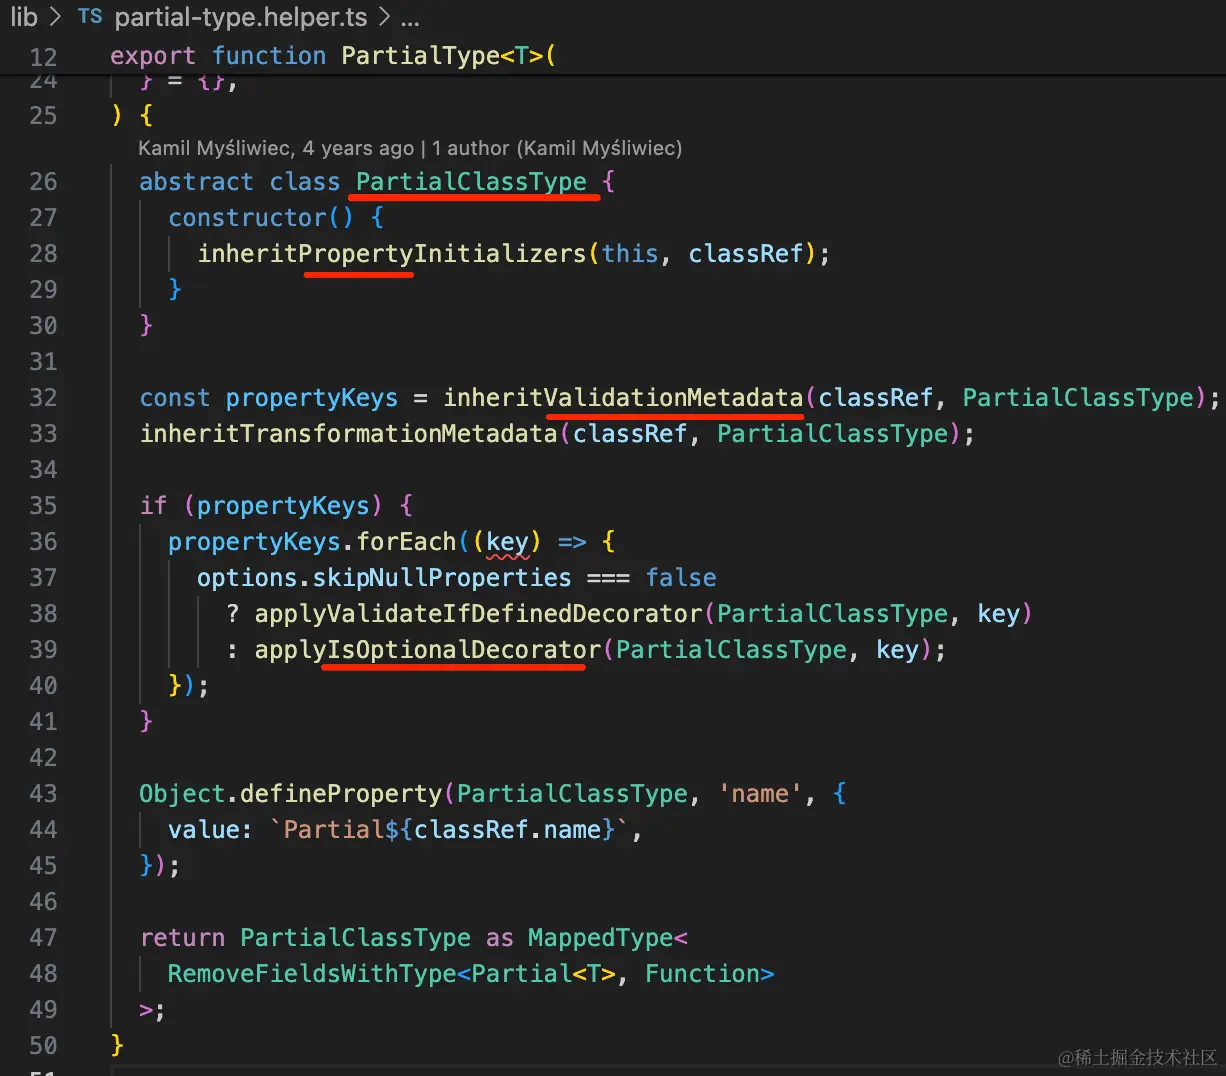 lib > TS partial-type.helper.ts > ...
12 export function PartialType<T>(
24 } = {},
25 ) {
Kamil Myśliwiec, 4 years ago | 1 author (Kamil Myśliwiec)
26 abstract class PartialClassType {
27 constructor() {
28 inheritPropertyInitializers(this, classRef);
29 }
30 }
31
32 const propertyKeys = inheritValidationMetadata(classRef, PartialClassType);
33 inheritTransformationMetadata(classRef, PartialClassType);
34
35 if (propertyKeys) {
36 propertyKeys.forEach((key) => {
37 options.skipNullProperties === false
38 ? applyValidateIfDefinedDecorator(PartialClassType, key)
39 : applyIsOptionalDecorator(PartialClassType, key);
40 });
41 }
42
43 Object.defineProperty(PartialClassType, 'name', {
44 value: `Partial${classRef.name}`,
45 });
46
47 return PartialClassType as MappedType<
48 RemoveFieldsWithType<Partial<T>, Function>
49 >;
50 }
51
@稀土掘金技术社区